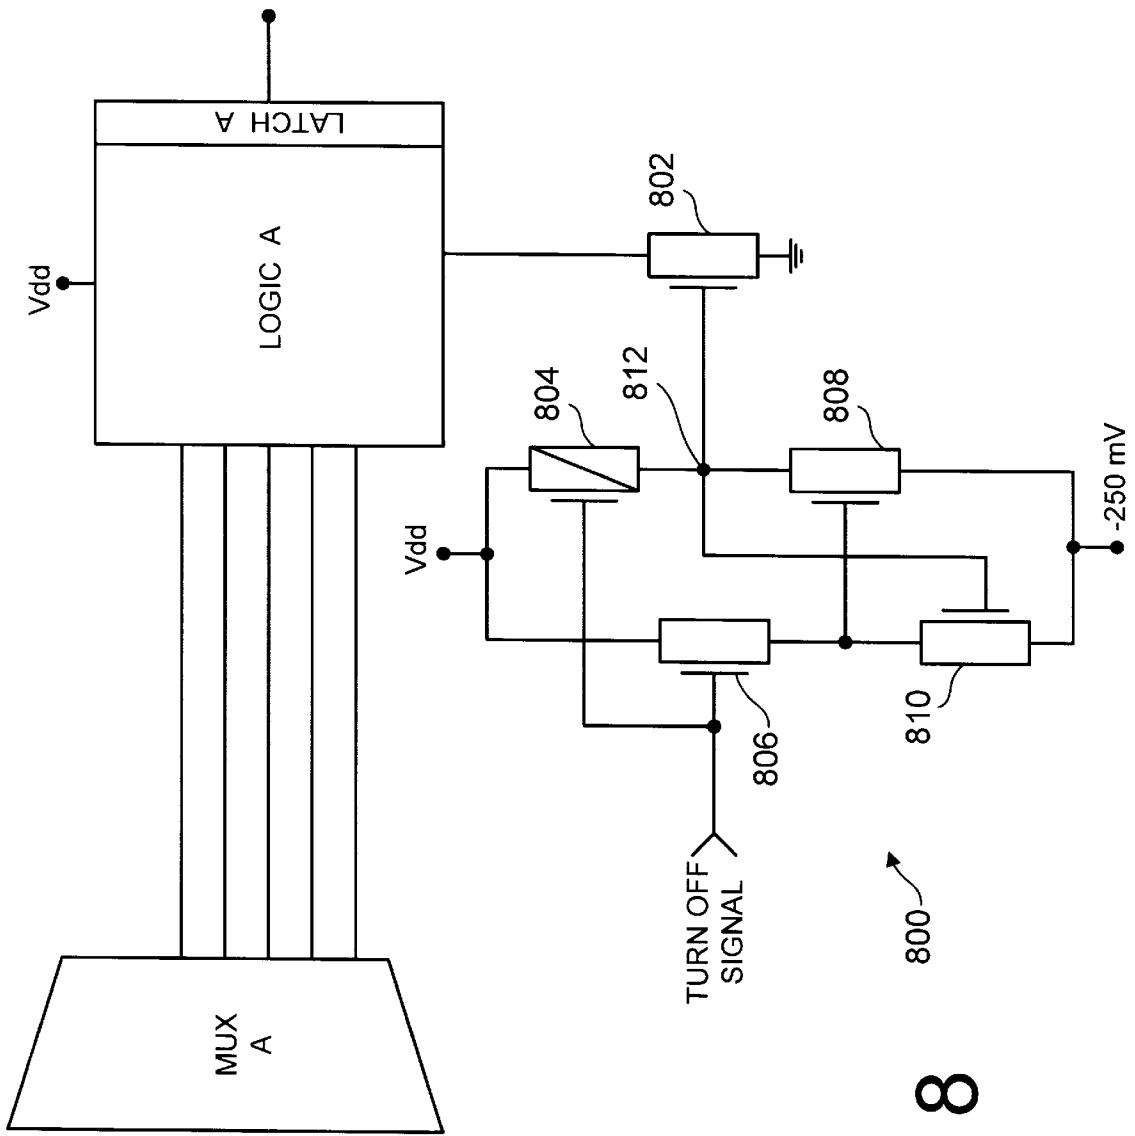 Vdd
LATCH A
LOGIC A
802
804
812
Vdd
808
806
810
-250 mV
TURN OFF
SIGNAL
800
MUX
A
8